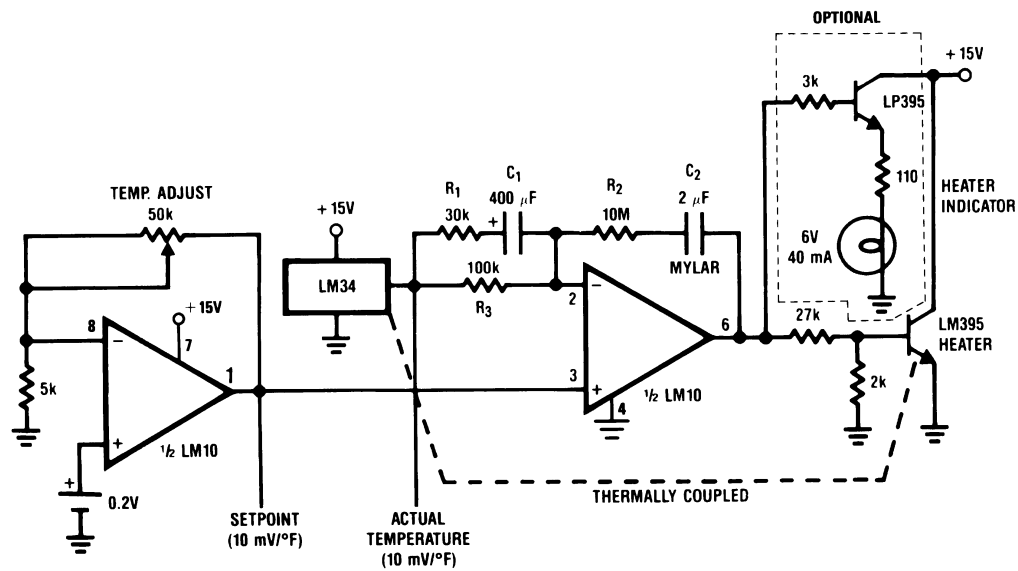 OPTIONAL
+ 15V
3k
LP395
110
HEATER
INDICATOR
6V
40 mA
TEMP. ADJUST
50k
+ 15V
LM34
R1
30k
C1
400 μF
+
R2
10M
C2
2 μF
MYLAR
100k
R3
+ 15V
8
−
7
1
5k
+
½ LM10
+
0.2V
2
−
3
+
6
4
½ LM10
27k
2k
LM395
HEATER
THERMALLY COUPLED
SETPOINT
(10 mV/°F)
ACTUAL
TEMPERATURE
(10 mV/°F)